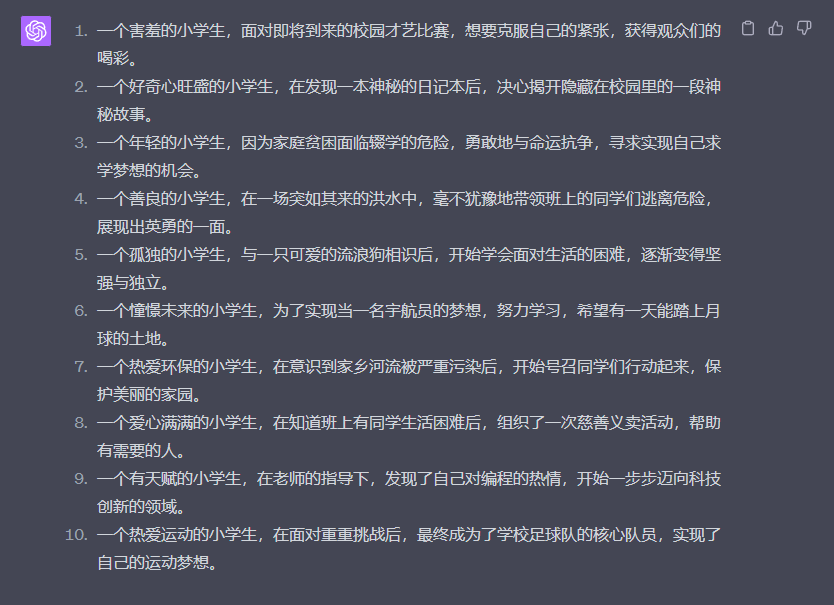 1. 一个害羞的小学生，面对即将到来的校园才艺比赛，想要克服自己的紧张，获得观众们的
喝彩。
2. 一个好奇心旺盛的小学生，在发现一本神秘的日记本后，决心揭开隐藏在校园里的一段神
秘故事。
3. 一个年轻的小学生，因为家庭贫困面临辍学的危险，勇敢地与命运抗争，寻求实现自己求
学梦想的机会。
4. 一个善良的小学生，在一场突如其来的洪水中，毫不犹豫地带领班上的同学们逃离危险，
展现出英勇的一面。
5. 一个孤独的小学生，与一只可爱的流浪狗相识后，开始学会面对生活的困难，逐渐变得坚
强与独立。
6. 一个憧憬未来的小学生，为了实现当一名宇航员的梦想，努力学习，希望有一天能踏上月
球的土地。
7. 一个热爱环保的小学生，在意识到家乡河流被严重污染后，开始号召同学们行动起来，保
护美丽的家园。
8. 一个爱心满满的小学生，在知道班上有同学生活困难后，组织了一次慈善义卖活动，帮助
有需要的人。
9. 一个有天赋的小学生，在老师的指导下，发现了自己对编程的热情，开始一步步迈向科技
创新的领域。
10. 一个热爱运动的小学生，在面对重重挑战后，最终成为了学校足球队的核心队员，实现了
自己的运动梦想。